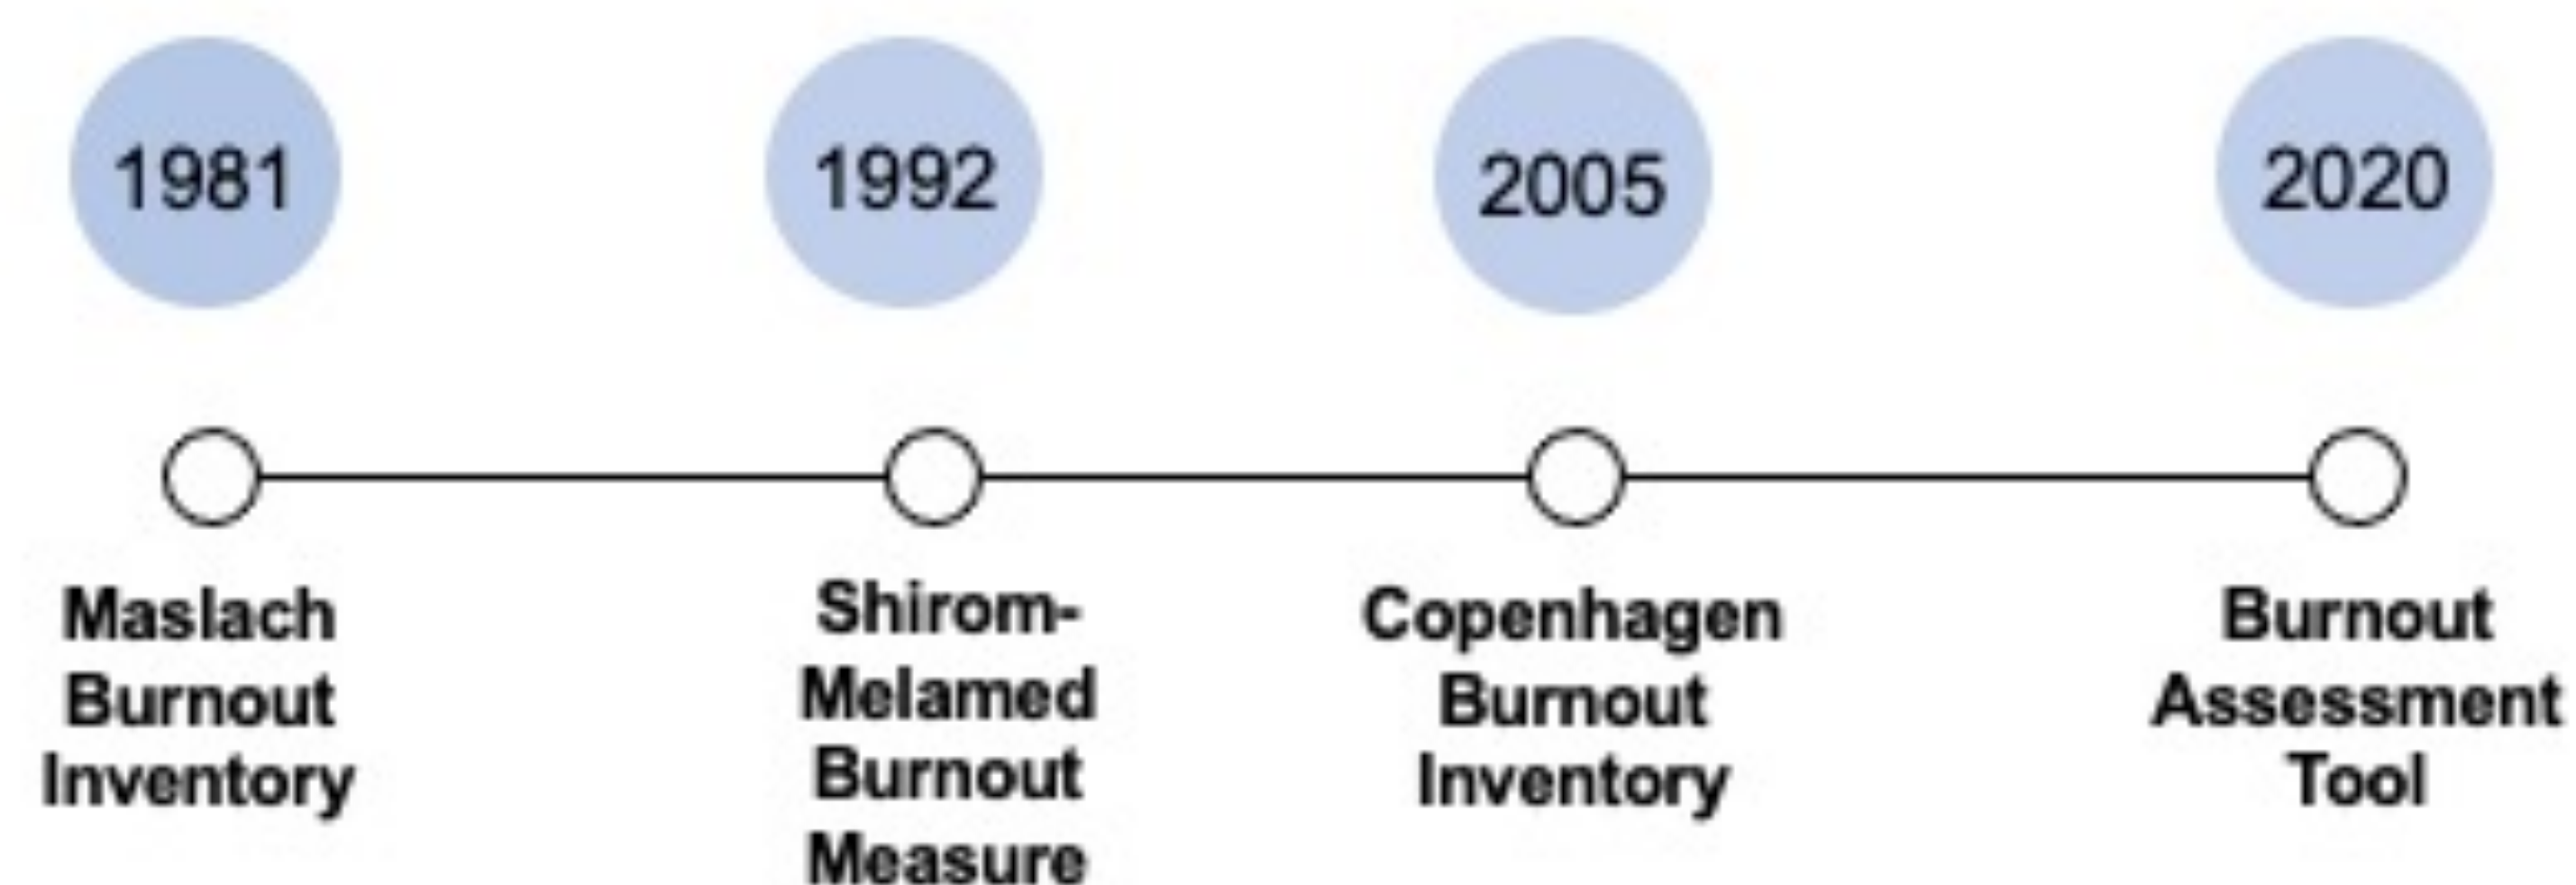 1981
1992
2005
2020
Maslach
Burnout
Inventory
Shirom-
Melamed
Burnout
Measure
Copenhagen
Burnout
Inventory
Burnout
Assessment
Tool